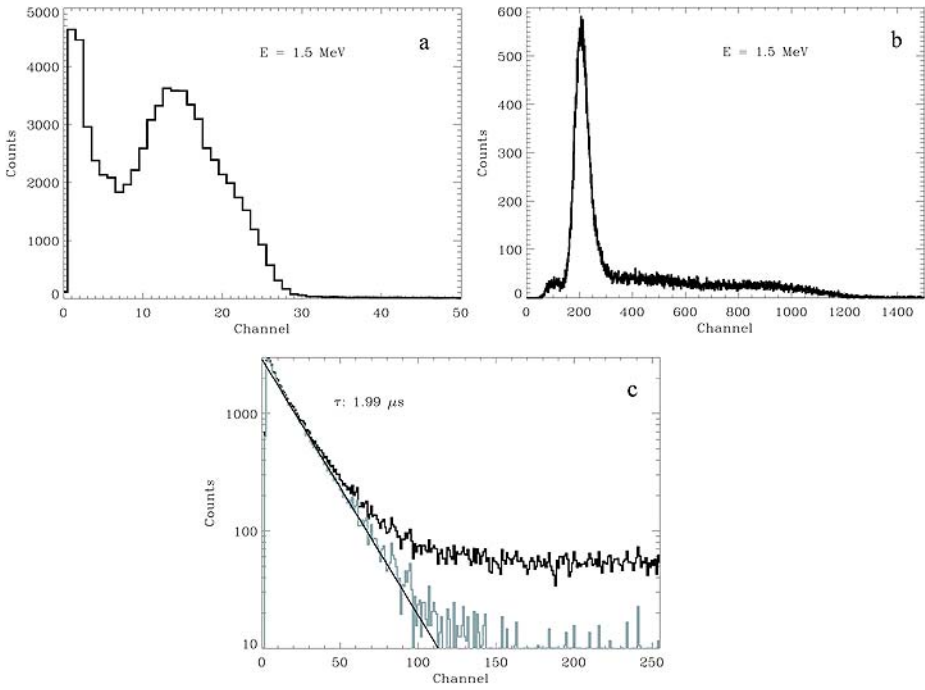 5000
4000
3000
2000
1000
0
Counts
E = 1.5 MeV
a
0 10 20 30 40 50
Channel
600
500
400
300
200
100
0
Counts
E = 1.5 MeV
b
0 200 400 600 800 1000 1200 1400
Channel
1000
100
10
Counts
τ: 1.99 μs
c
0 50 100 150 200 250
Channel